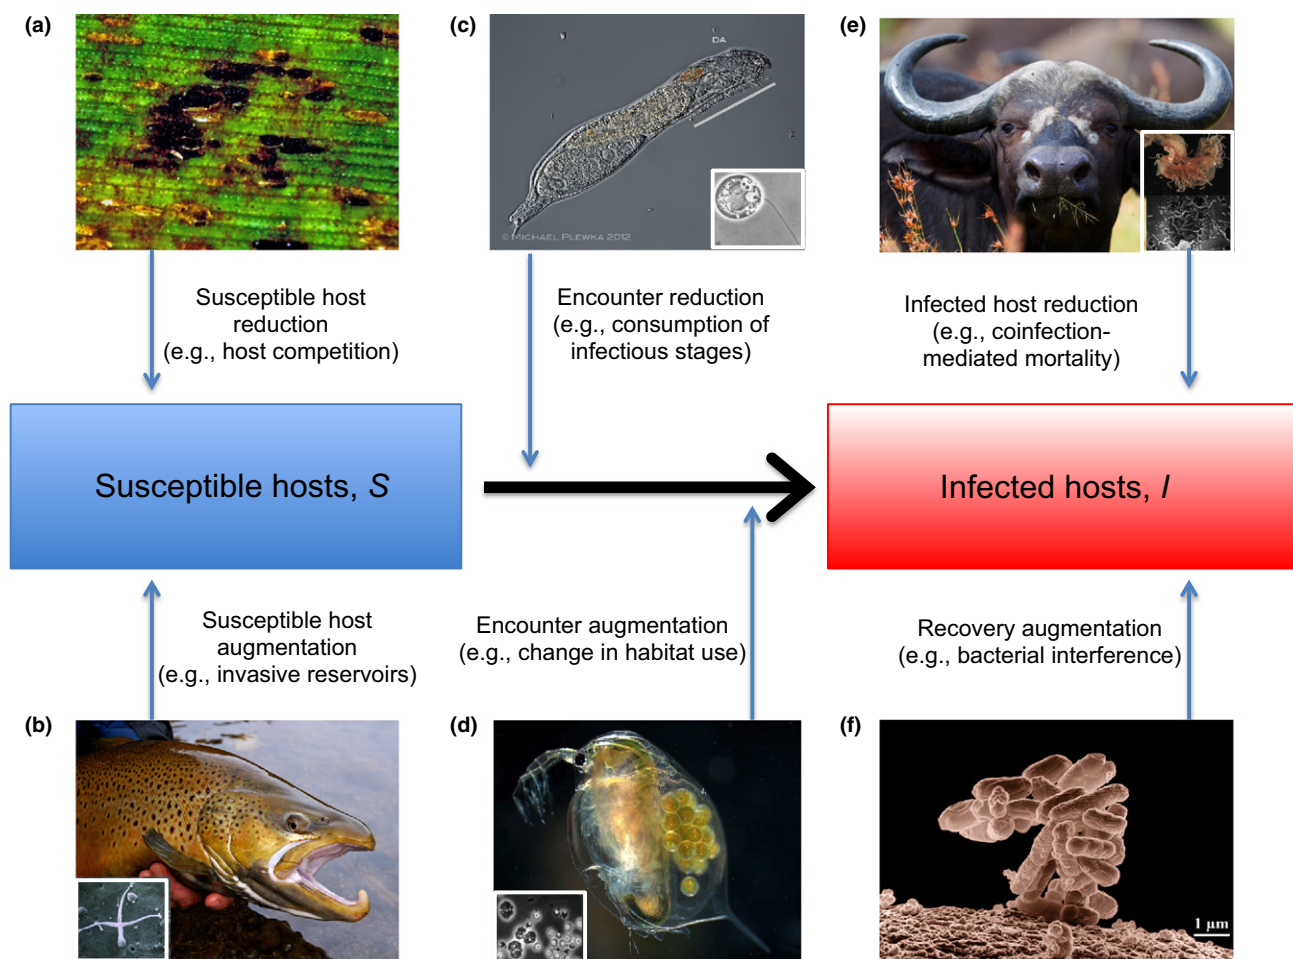 (a)
(c)
DA
© MICHAEL PLEWKA 2012
(e)
Susceptible host
reduction
(e.g., host competition)
Encounter reduction
(e.g., consumption of
infectious stages)
Infected host reduction
(e.g., coinfection-
mediated mortality)
Susceptible hosts, S
Infected hosts, I
Susceptible host
augmentation
(e.g., invasive reservoirs)
Encounter augmentation
(e.g., change in habitat use)
Recovery augmentation
(e.g., bacterial interference)
(b)
(d)
(f)
1 µm